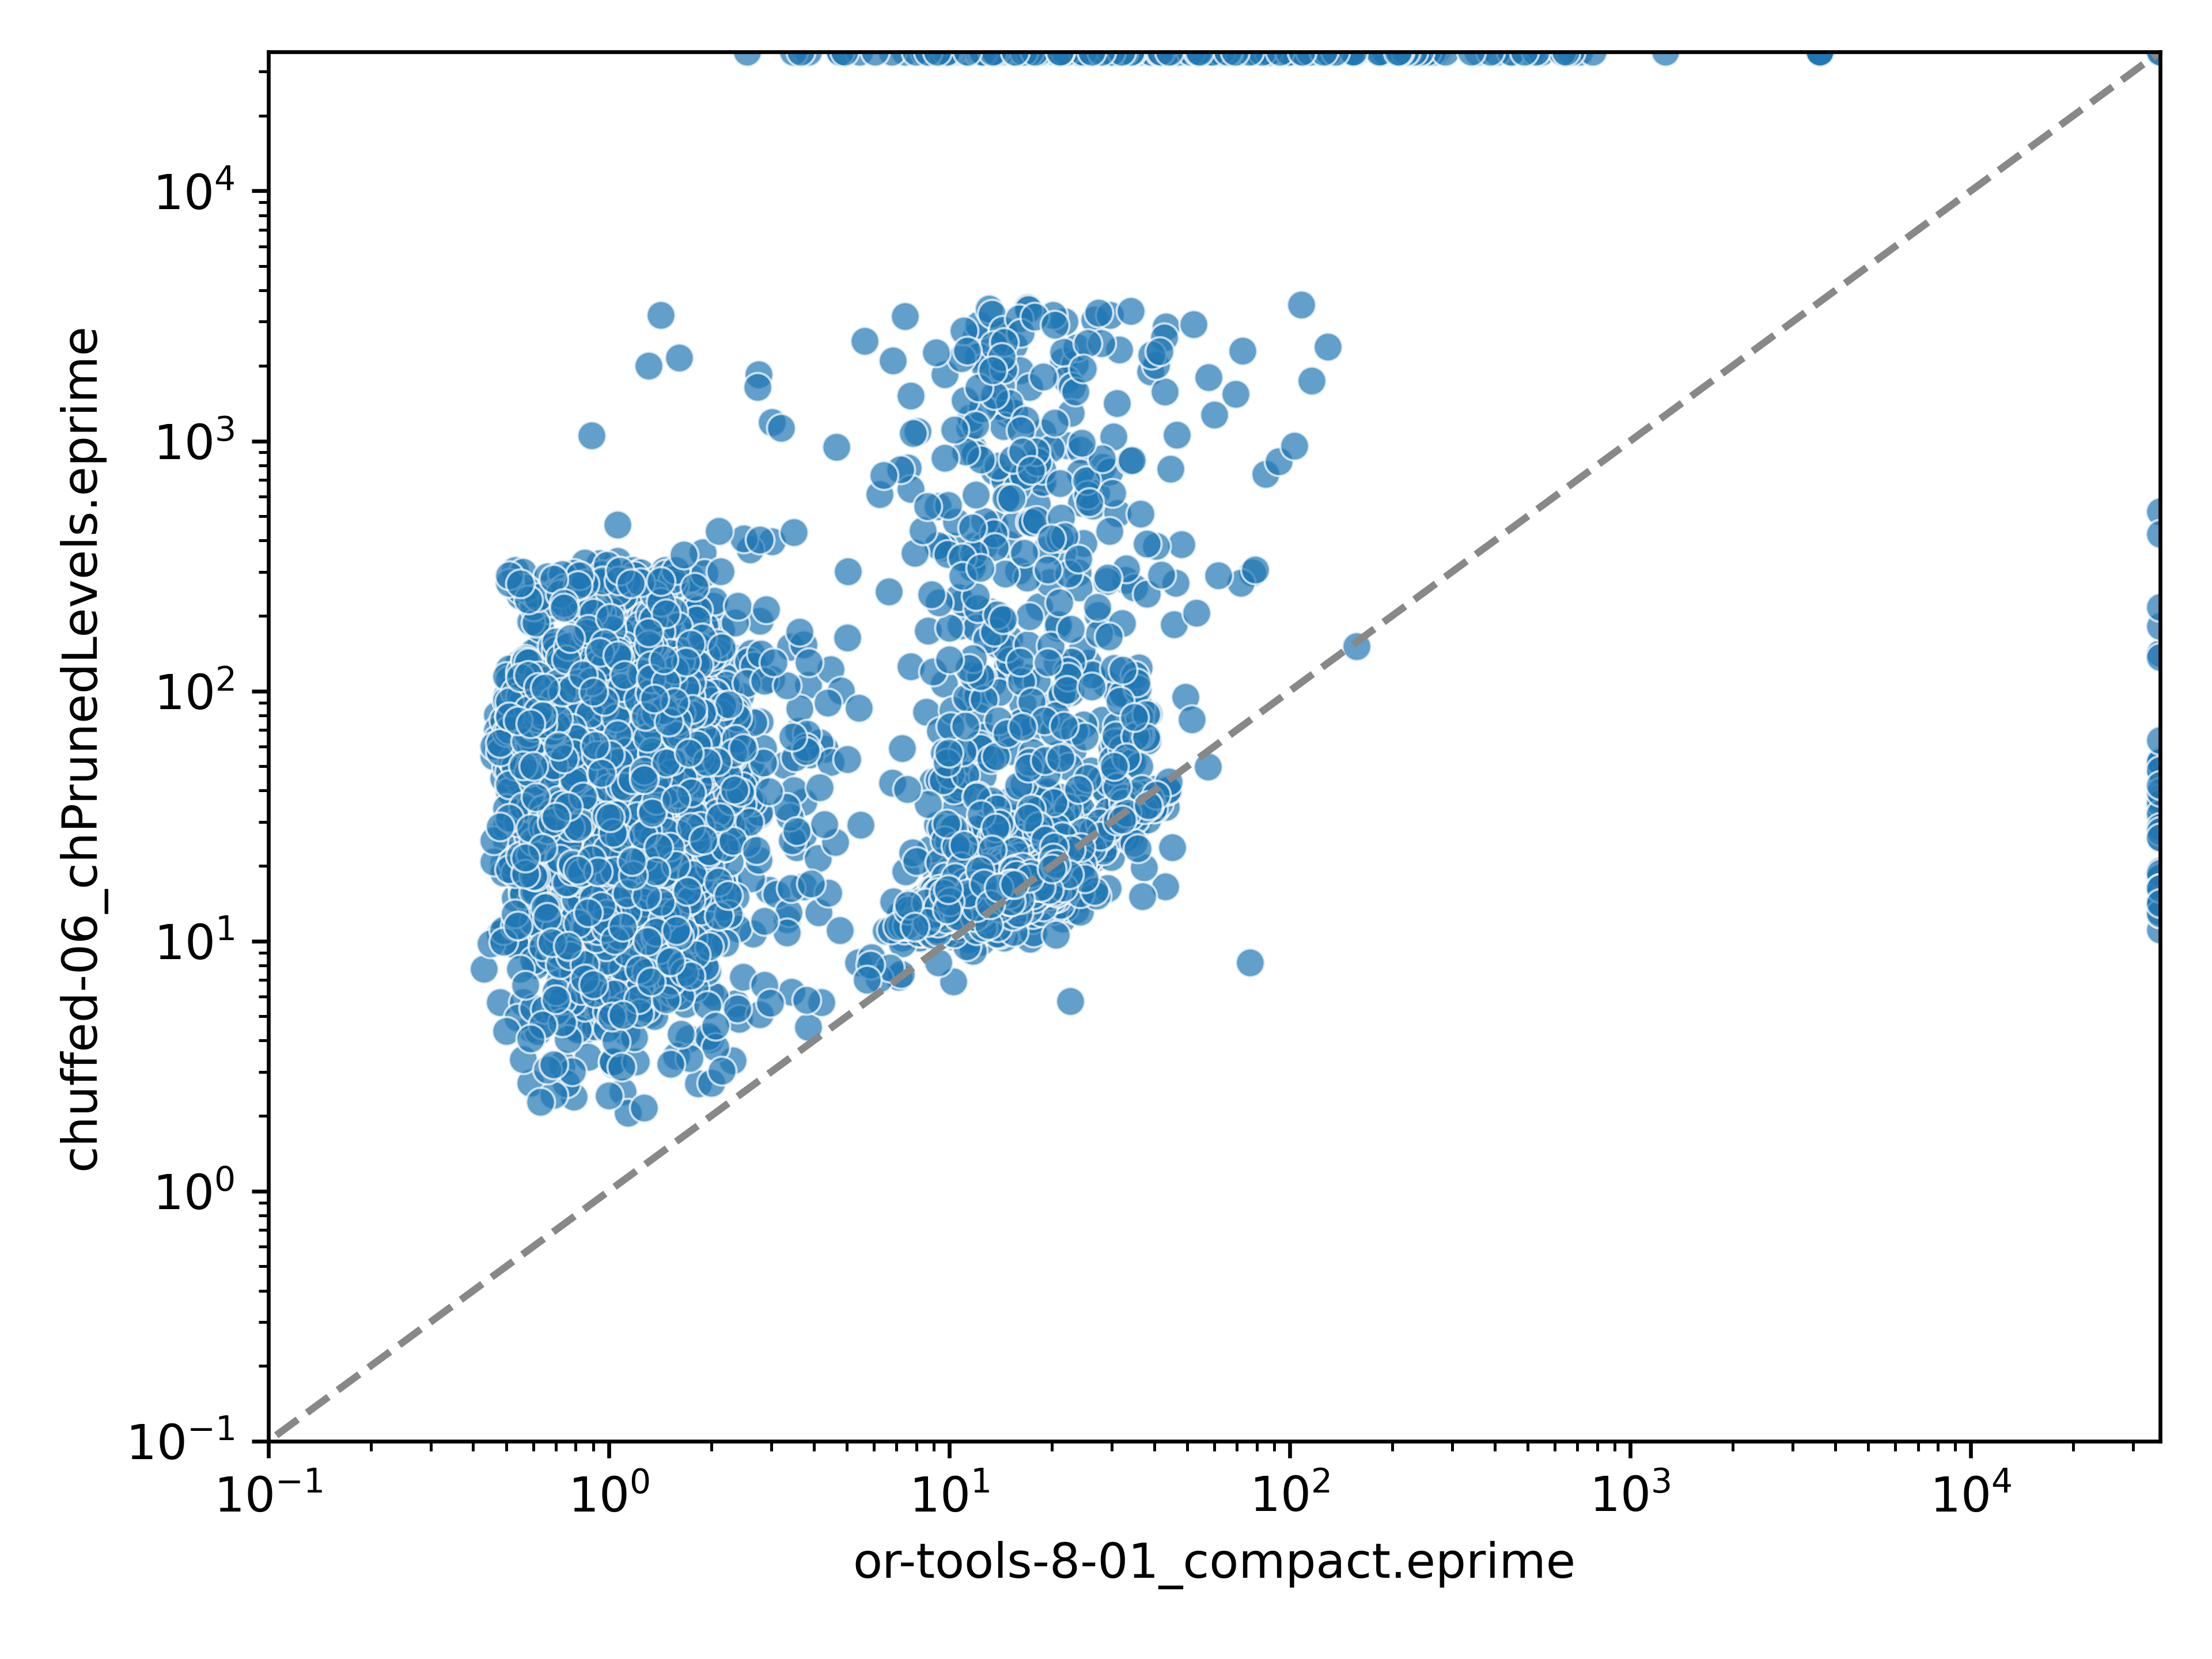 10⁴
10³
10²
10¹
10⁰
10⁻¹
chuffed-06_chPrunedLevels.eprime
10⁻¹ 10⁰ 10¹ 10² 10³ 10⁴
or-tools-8-01_compact.eprime